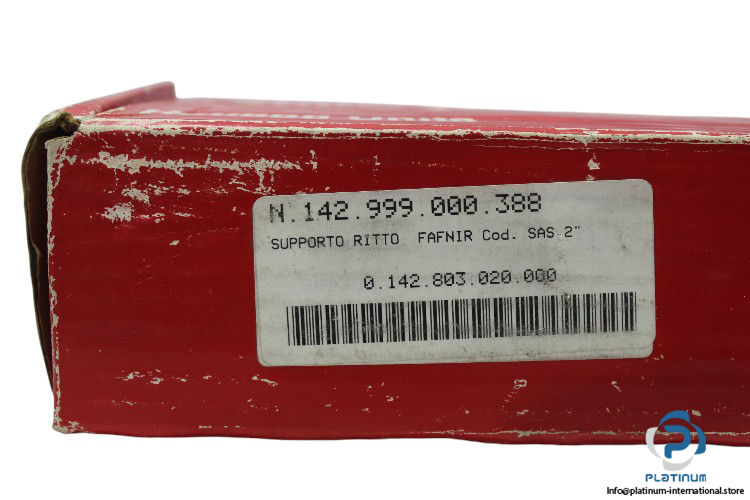 N.142.999.000.388
SUPPORTO RITTO FAFNIR Cod. SAS 2"
0.142.803.020.000
PLATINUM
Info@platinum-international.store